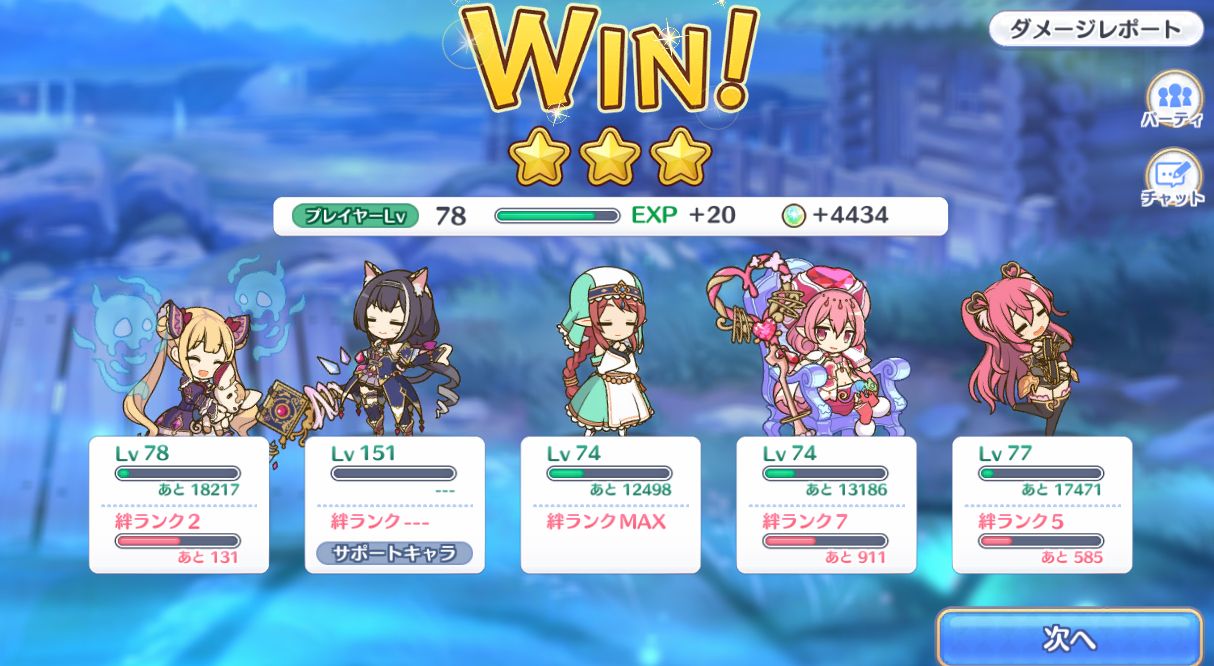 WIN!
ダメージレポート
パーティ
チャット
プレイヤーLv 78 EXP +20 +4434
Lv 78
あと 18217
絆ランク 2
あと 131
Lv 151
---
絆ランク ---
サポートキャラ
Lv 74
あと 12498
絆ランク MAX
Lv 74
あと 13186
絆ランク 7
あと 911
Lv 77
あと 17471
絆ランク 5
あと 585
次へ